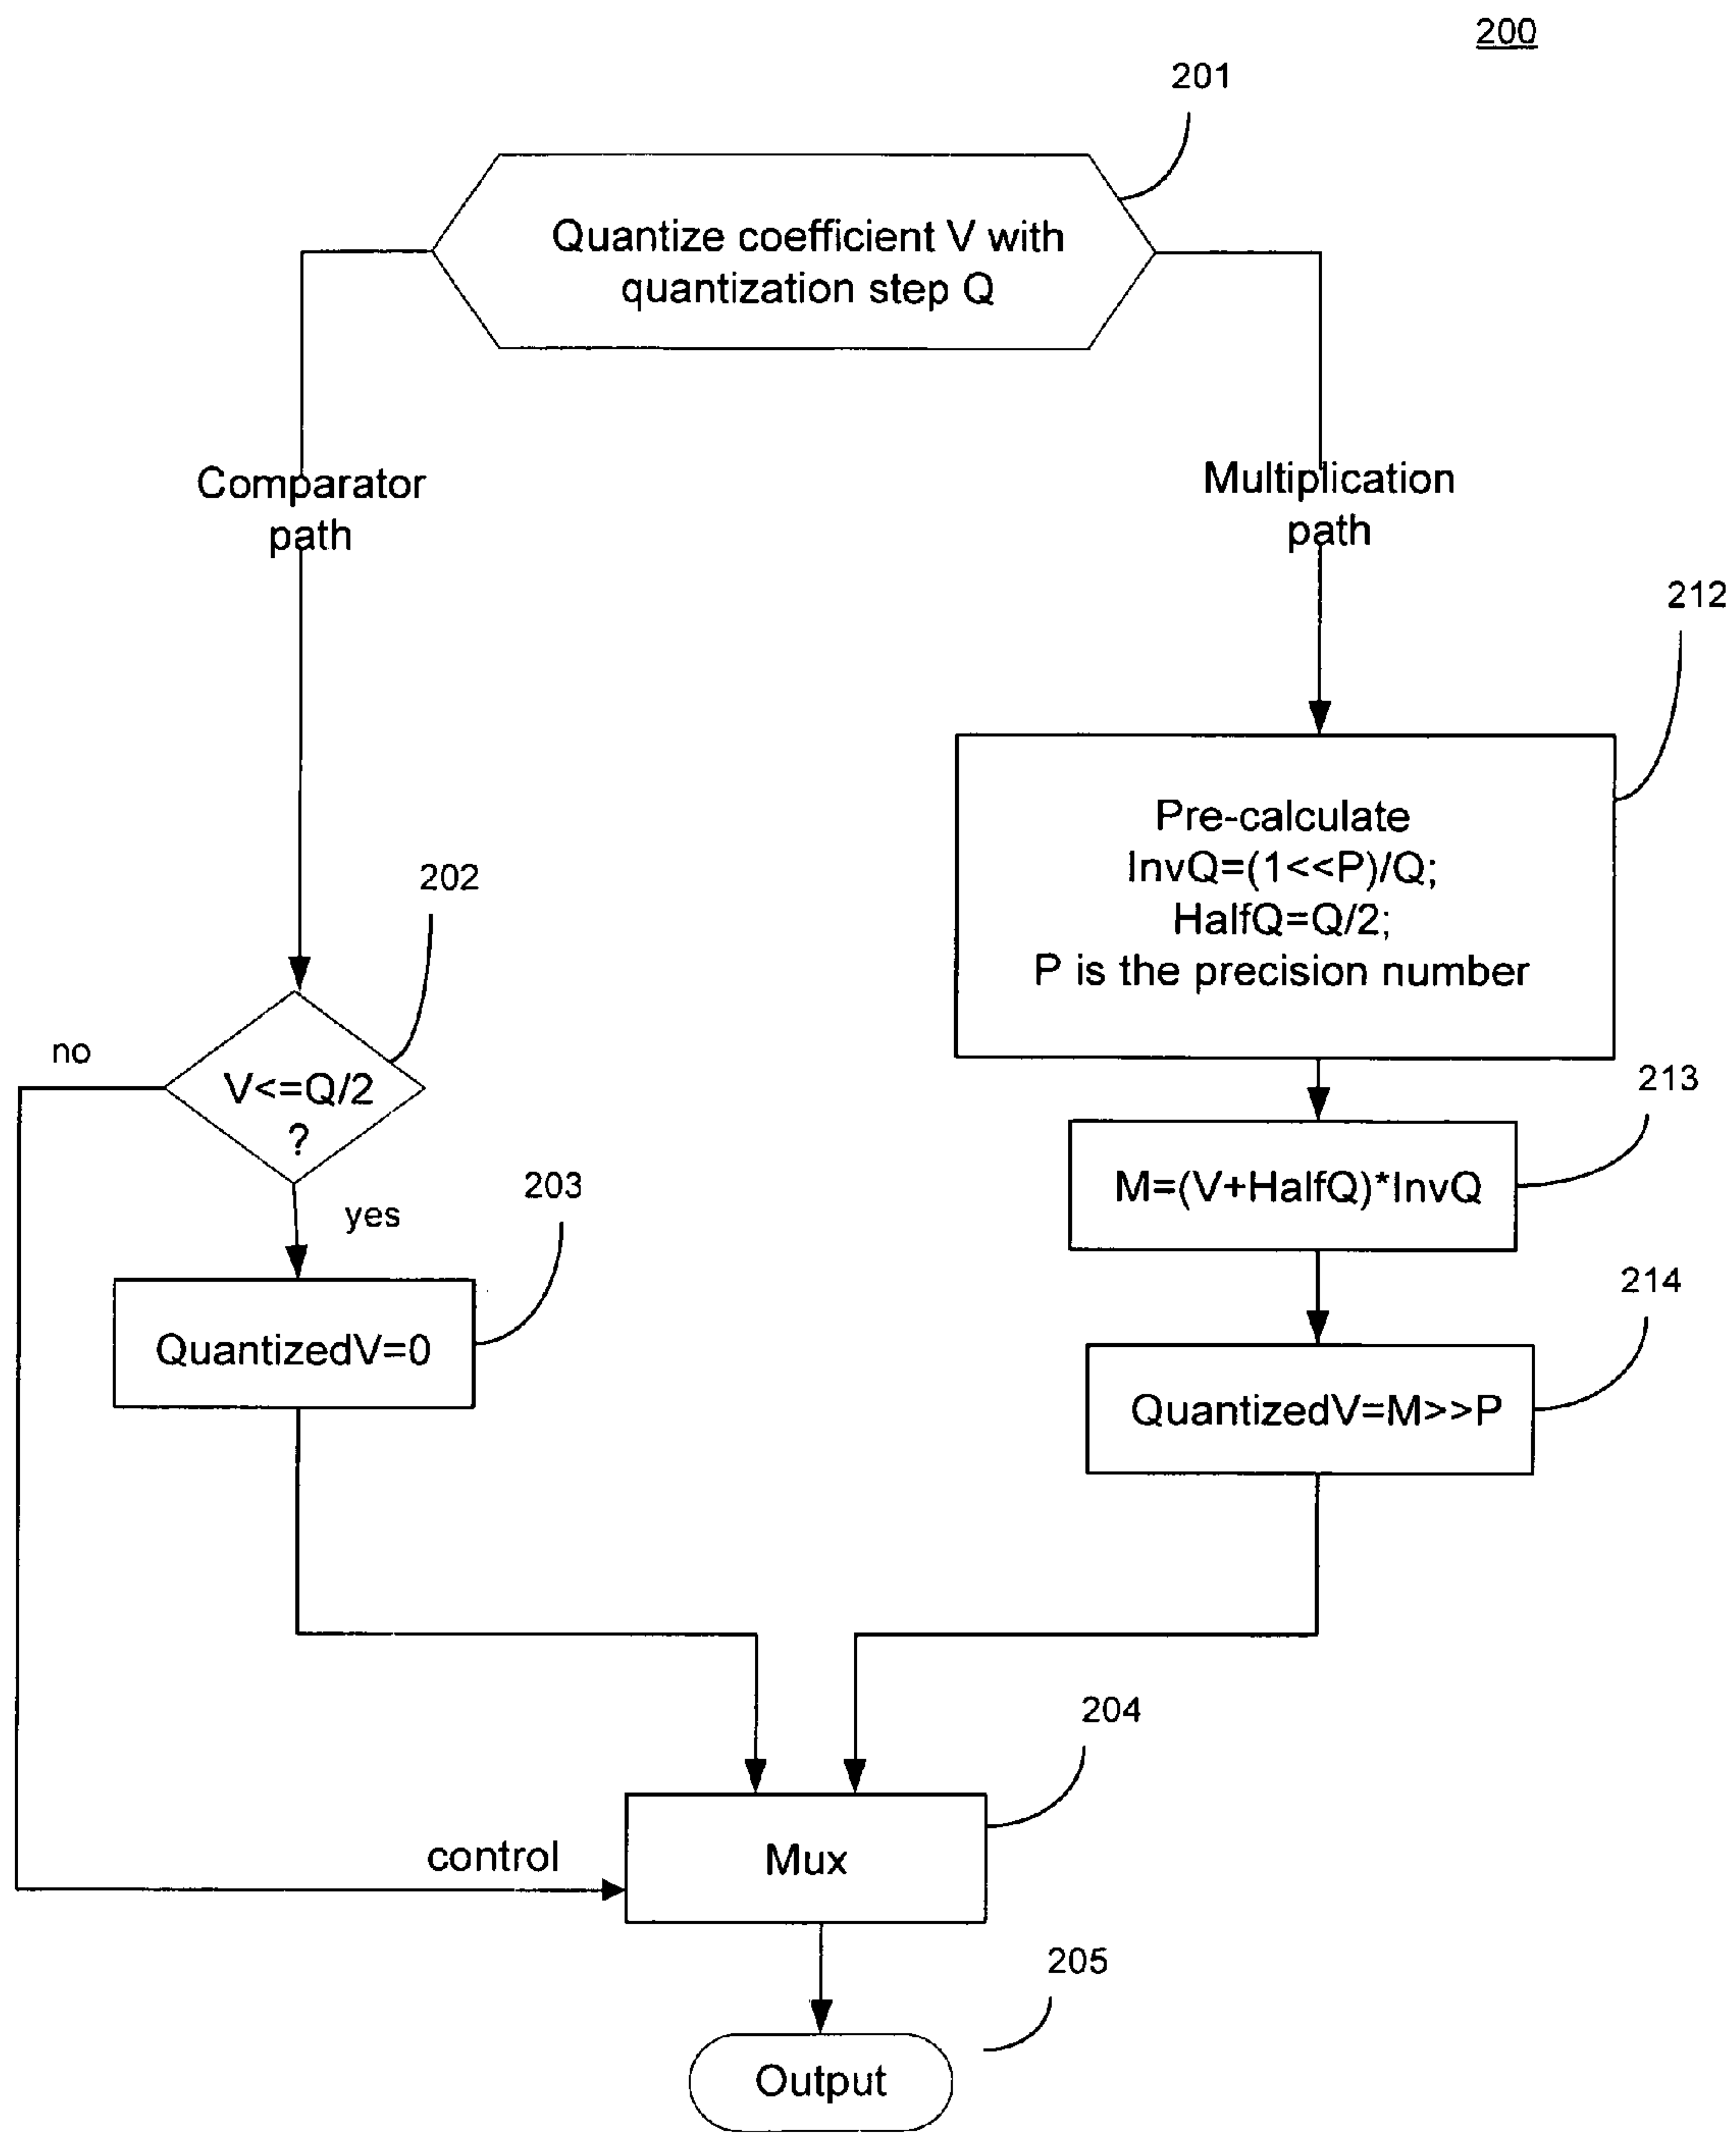 200
201
Quantize coefficient V with
quantization step Q
Comparator
path
Multiplication
path
212
Pre-calculate
InvQ=(1<<P)/Q;
HalfQ=Q/2;
P is the precision number
202
no
V<=Q/2
?
213
M=(V+HalfQ)*InvQ
203
yes
QuantizedV=0
214
QuantizedV=M>>P
204
control
Mux
205
Output